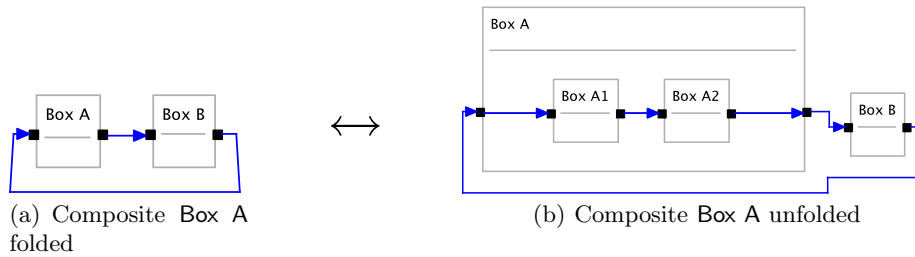 Box A
Box A
Box B
Box A1
Box A2
Box B
(a) Composite Box A
folded
(b) Composite Box A unfolded